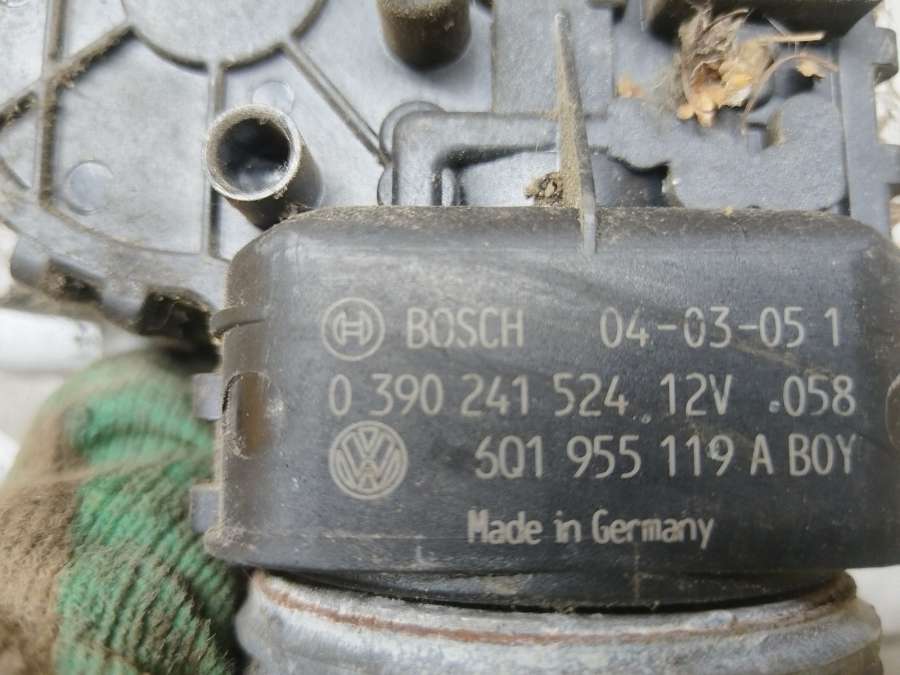 BOSCH 04-03-05 1
0 390 241 524 12V .058
6Q1 955 119 A BOY
Made in Germany